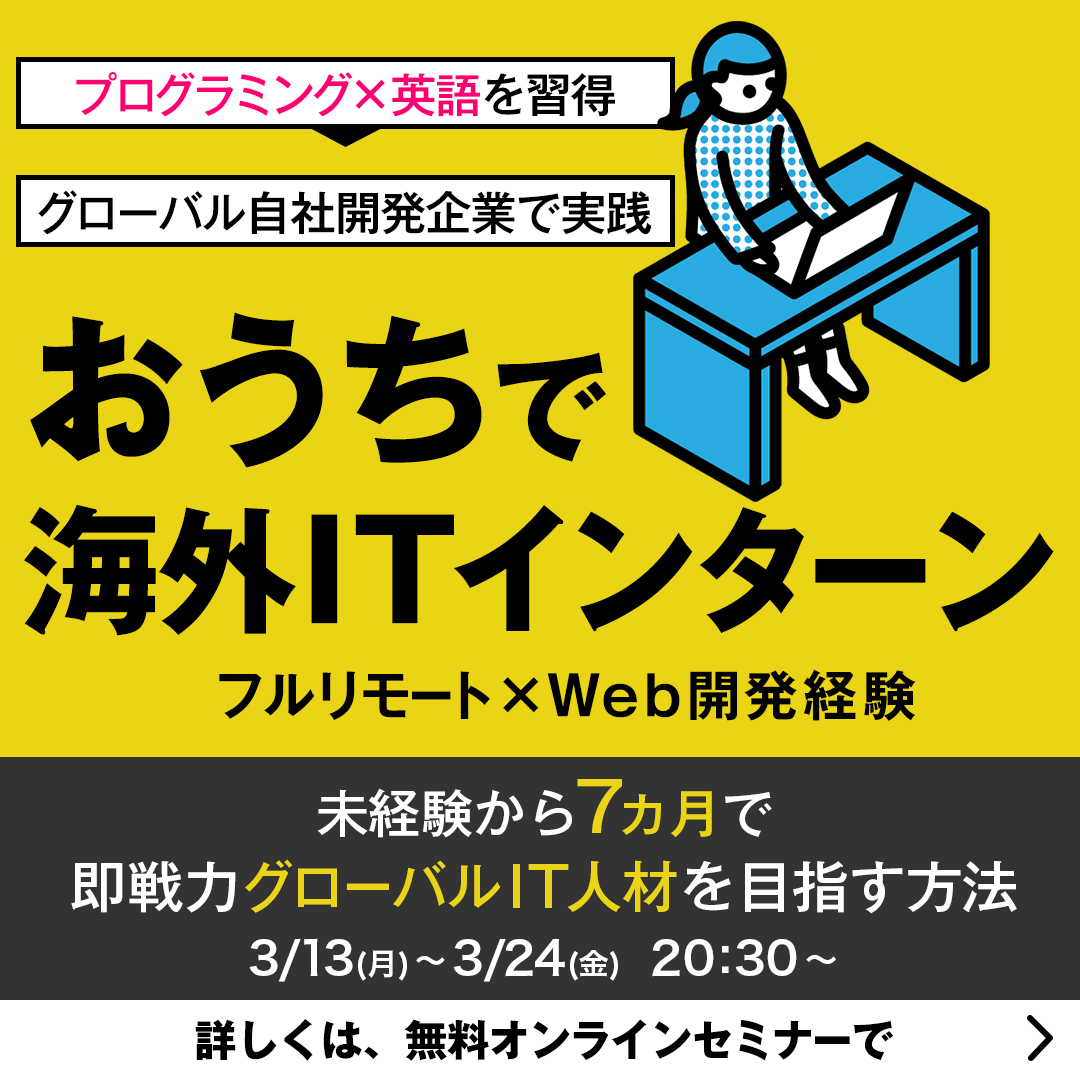 プログラミング×英語を習得
グローバル自社開発企業で実践
おうちで
海外ITインターン
フルリモート×Web開発経験
未経験から7ヵ月で
即戦力グローバルIT人材を目指す方法
3/13(月)～3/24(金) 20:30～
詳しくは、無料オンラインセミナーで